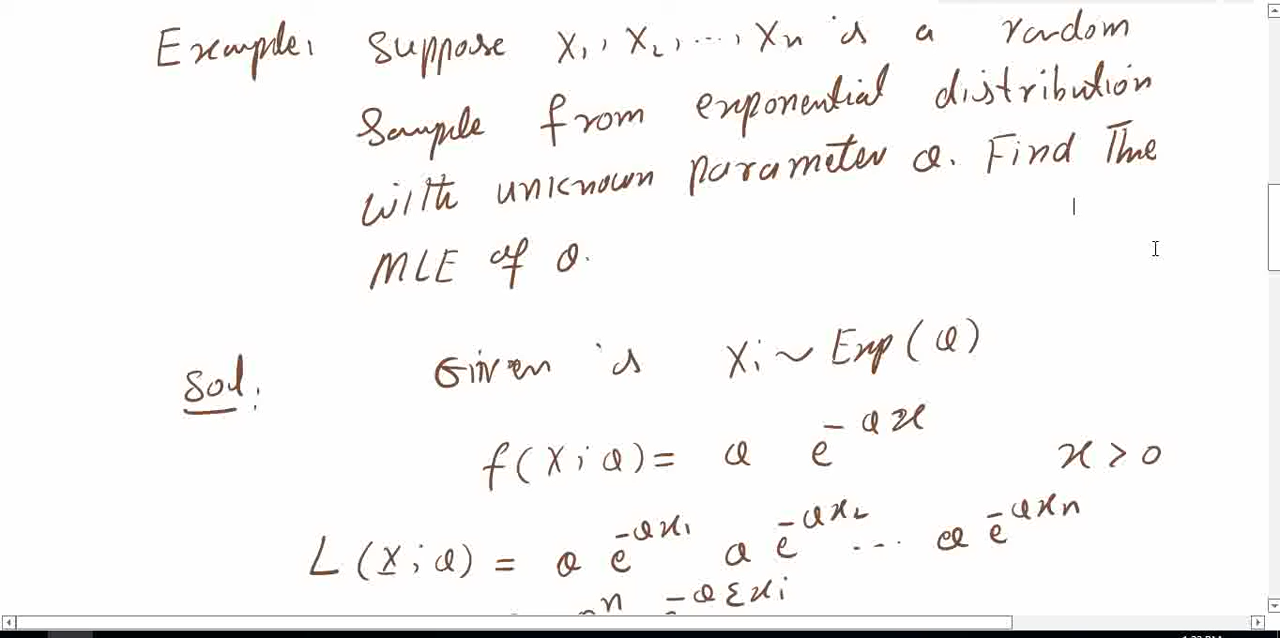 Example: Suppose X₁, X₂, ..., Xn is a random
Sample from exponential distribution
with unknown parameter θ. Find The
MLE of θ.
Sol: Given is Xi ~ Exp(θ)
f(X; θ) = θ e^{-θx} x > 0
L(X; θ) = θ e^{-θx₁} θ e^{-θx₂} ... θ e^{-θxn}
n -θΣxi